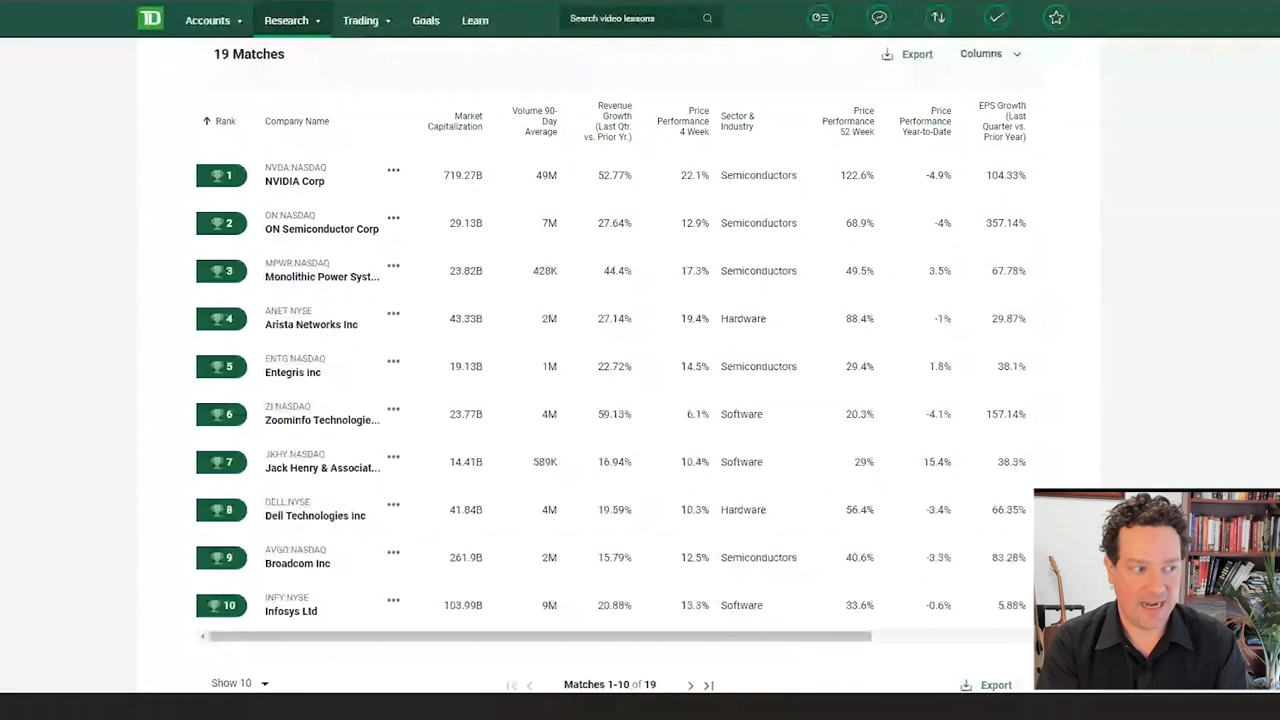 TD Accounts Research Trading Goals Learn Search video lessons
19 Matches Export Columns
Rank Company Name Market Capitalization Volume 90-Day Average Revenue Growth (Last Qtr. vs. Prior Yr.) Price Performance 4 Week Sector & Industry Price Performance 52 Week Price Performance Year-to-Date EPS Growth (Last Quarter vs. Prior Year)
NVDA:NASDAQ
1 NVIDIA Corp 719.27B 49M 52.77% 22.1% Semiconductors 122.6% -4.9% 104.33%
ON:NASDAQ
2 ON Semiconductor Corp 29.13B 7M 27.64% 12.9% Semiconductors 68.9% -4% 357.14%
MPWR:NASDAQ
3 Monolithic Power Syst... 23.82B 428K 44.4% 17.3% Semiconductors 49.5% 3.5% 67.78%
ANET NYSE
4 Arista Networks Inc 43.33B 2M 27.14% 19.4% Hardware 88.4% -1% 29.87%
ENTG:NASDAQ
5 Entegris Inc 19.13B 1M 22.72% 14.5% Semiconductors 29.4% 1.8% 38.1%
ZI:NASDAQ
6 Zoominfo Technologie... 23.77B 4M 59.13% 6.1% Software 20.3% -4.1% 157.14%
JKHY:NASDAQ
7 Jack Henry & Associat... 14.41B 589K 16.94% 10.4% Software 29% 15.4% 38.3%
DELL:NYSE
8 Dell Technologies Inc 41.84B 4M 19.59% 10.3% Hardware 56.4% -3.4% 66.35%
AVGO:NASDAQ
9 Broadcom Inc 261.9B 2M 15.79% 12.5% Semiconductors 40.6% -3.3% 83.28%
INFY:NYSE
10 Infosys Ltd 103.99B 9M 20.88% 13.3% Software 33.6% -0.6% 5.88%
Show 10 Matches 1-10 of 19 Export